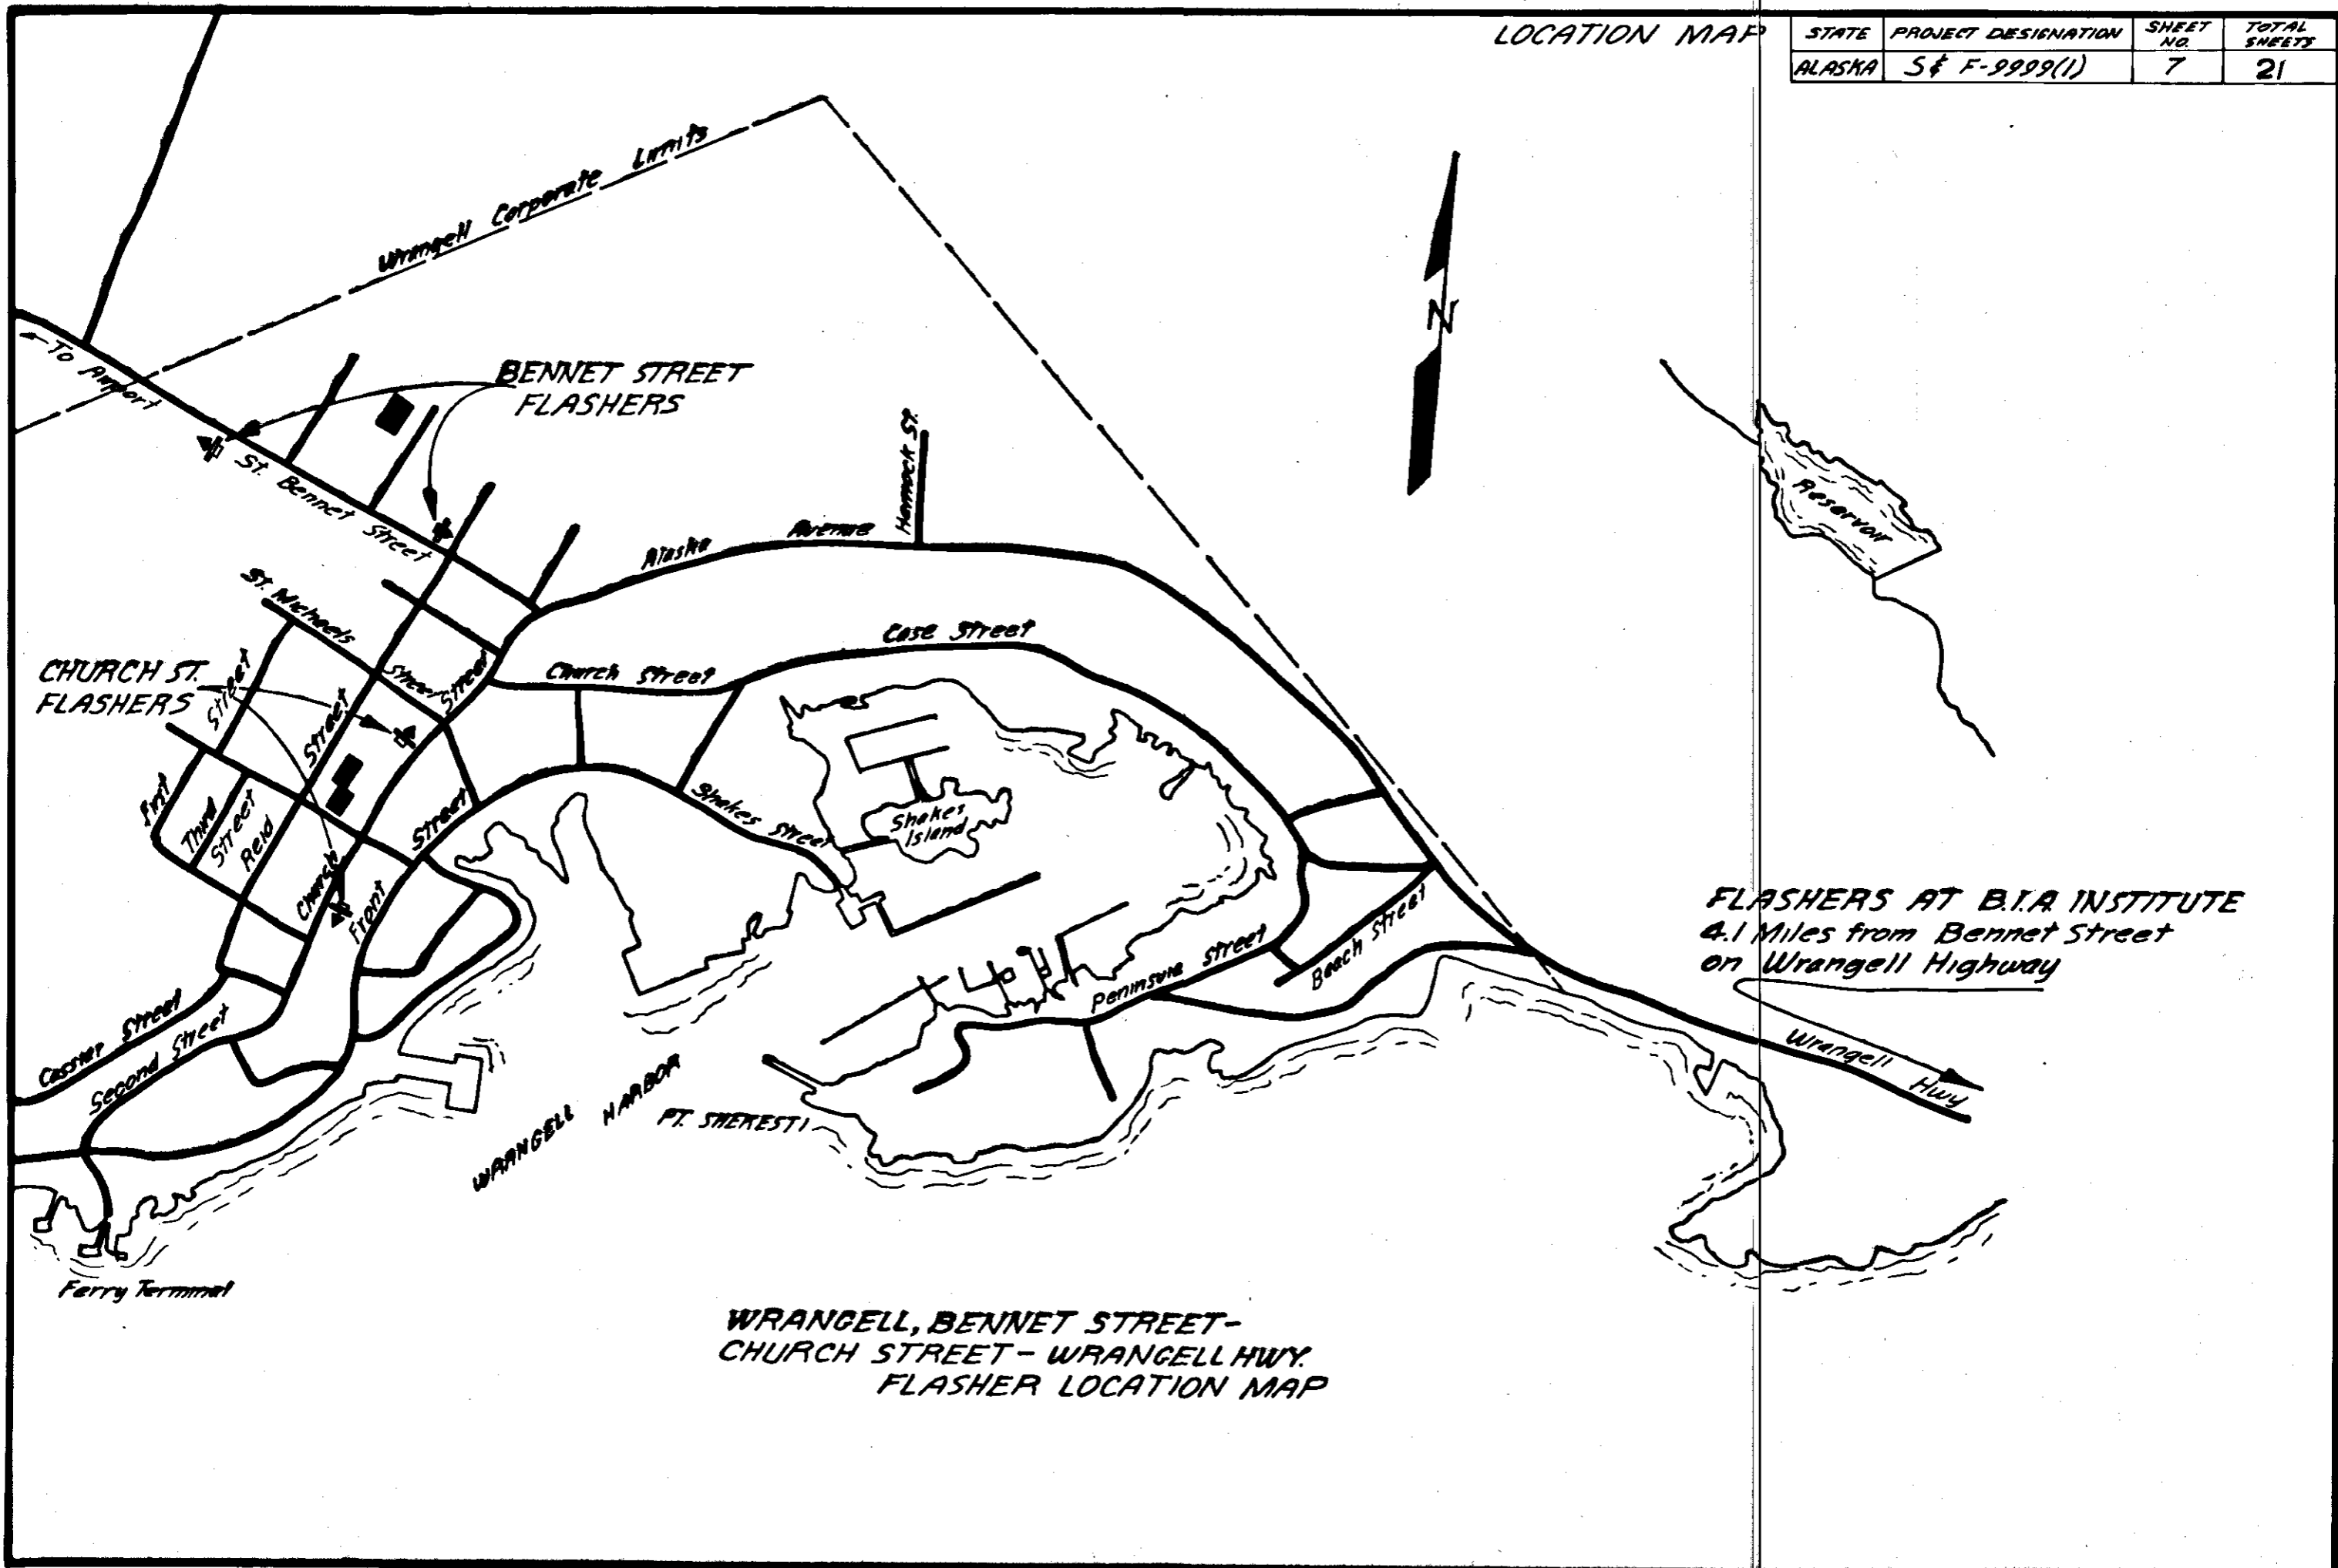 LOCATION MAP
STATE PROJECT DESIGNATION SHEET NO. TOTAL SHEETS
ALASKA S & F-9999(1) 7 21
Wrangell Corporate Limits
N
To Airport
BENNET STREET
FLASHERS
St. Bennet Street
Hemlock St.
Alaska Avenue
Reservoir
St. Michaels Street
Case Street
Church Street
CHURCH ST.
FLASHERS
First Street
Third Street
Reid Street
Church Street
Front Street
Shakes Street
Shakes
Island
FLASHERS AT B.I.A. INSTITUTE
4.1 Miles from Bennet Street
on Wrangell Highway
Beach Street
Peninsula Street
Wrangell Hwy
Cassiar Street
Second Street
WRANGELL HARBOR
PT. SHEKESTI
Ferry Terminal
WRANGELL, BENNET STREET-
CHURCH STREET - WRANGELL HWY.
FLASHER LOCATION MAP